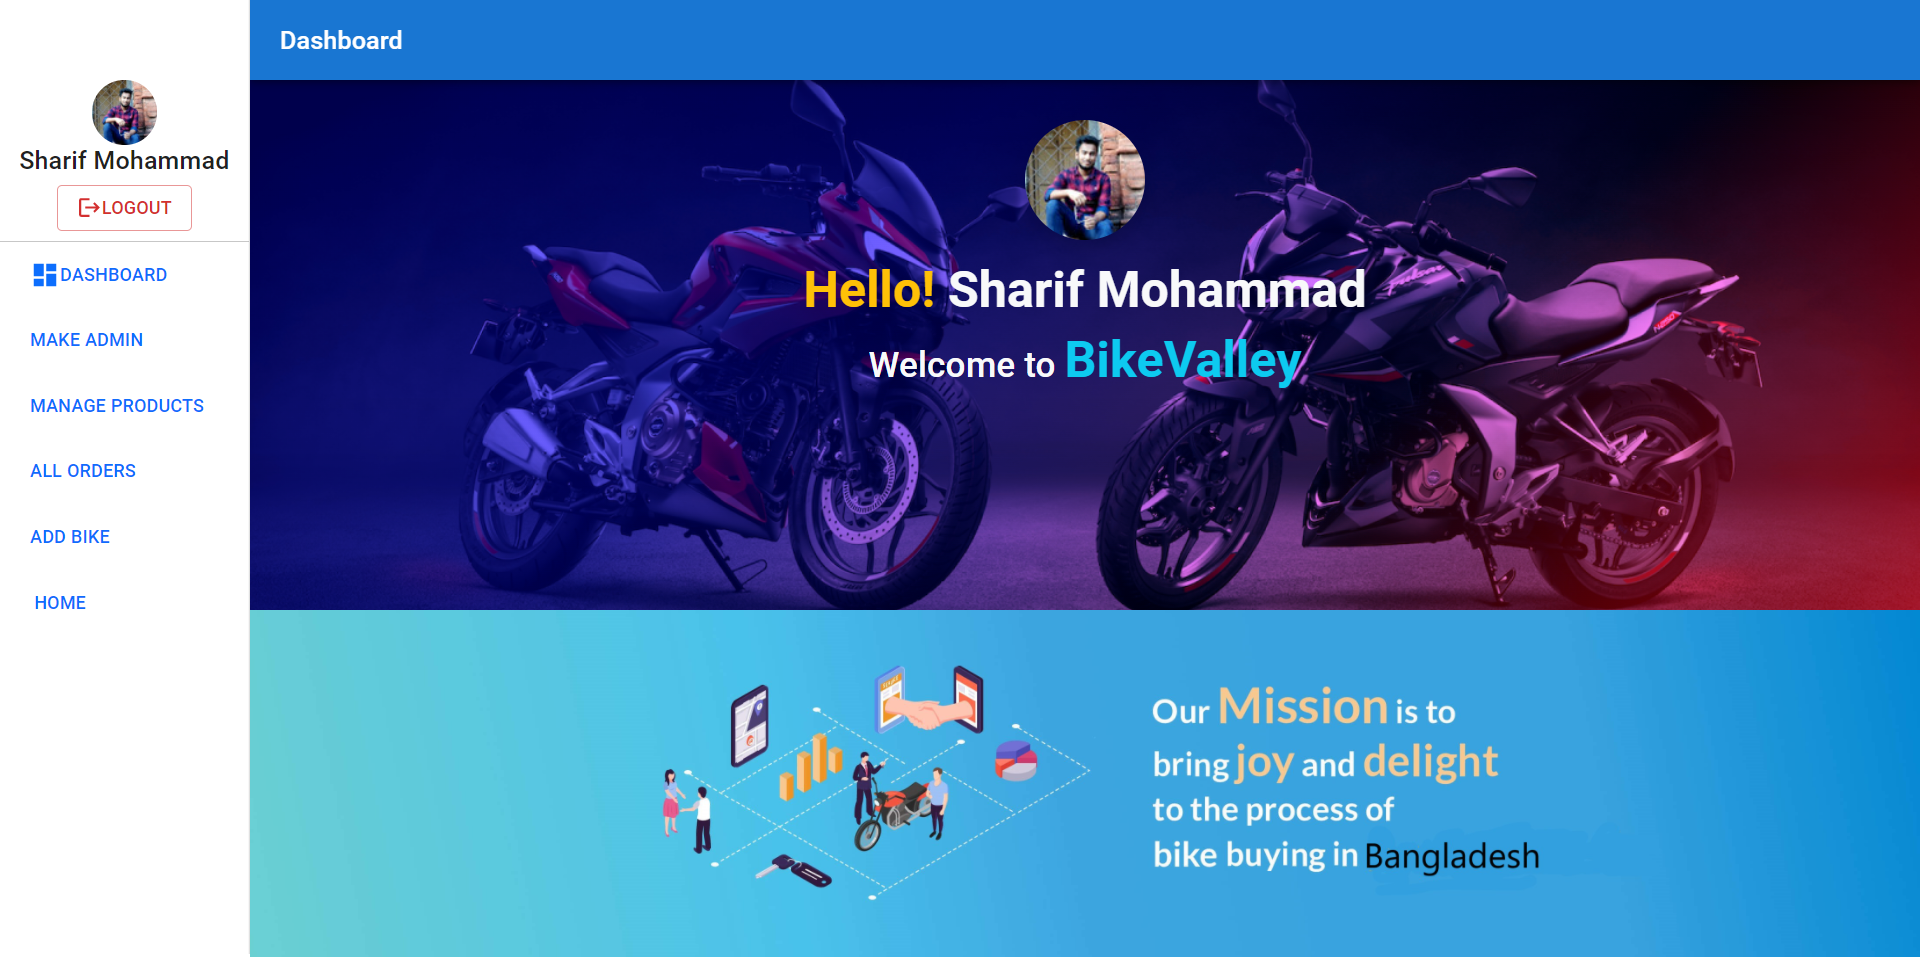 Dashboard
Sharif Mohammad
LOGOUT
DASHBOARD
MAKE ADMIN
MANAGE PRODUCTS
ALL ORDERS
ADD BIKE
HOME
Hello! Sharif Mohammad
Welcome to BikeValley
Our Mission is to
bring joy and delight
to the process of
bike buying in Bangladesh